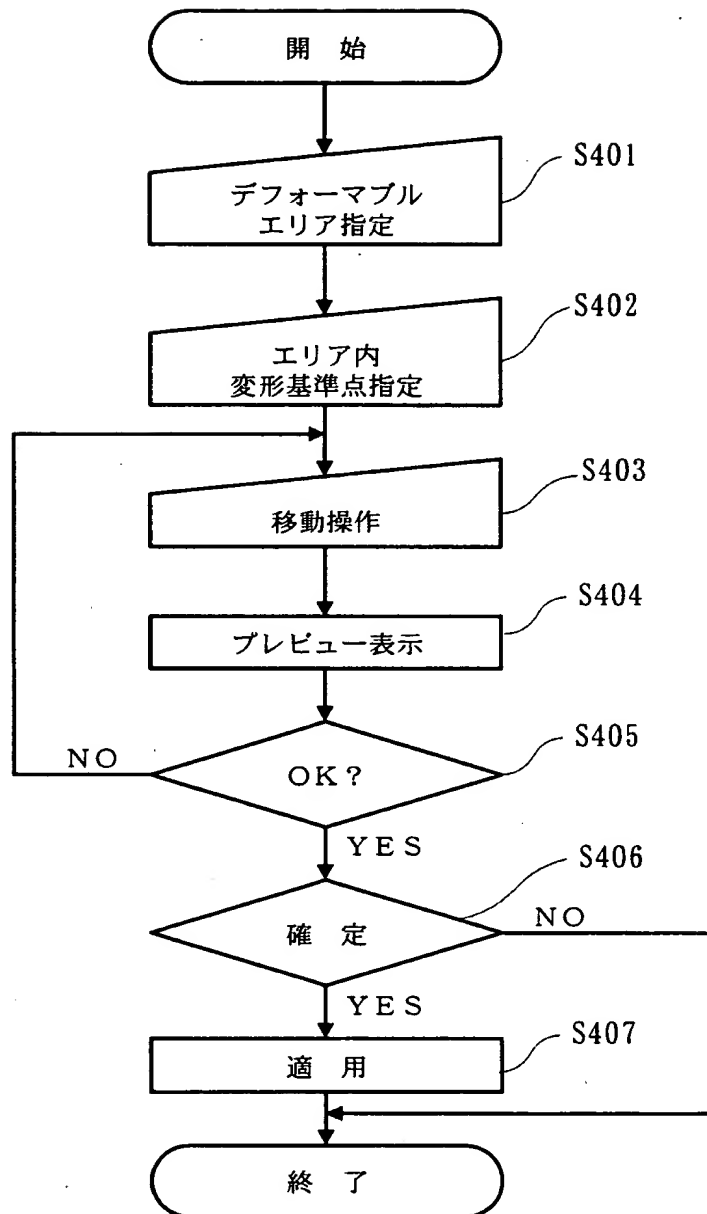 開 始
S401
デフォーマブル
エリア指定
S402
エリア内
変形基準点指定
S403
移動操作
S404
プレビュー表示
S405
NO
OK?
YES
S406
確 定
NO
YES
S407
適 用
終 了